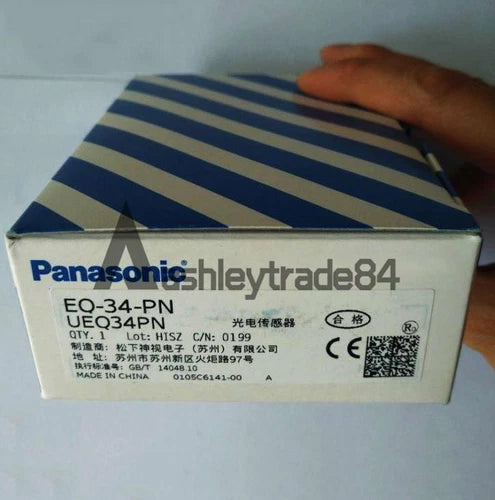 Panasonic
Ashleytrade84
EQ-34-PN
UEQ34PN
光电传感器
合格
QTY. 1 Lot: HISZ C/N: 0199
制造商: 松下神视电子 (苏州) 有限公司
地 址: 苏州市苏州新区火炬路97号
执行标准号: GB/T 14048.10
MADE IN CHINA 0105C6141-00 A
CE
R